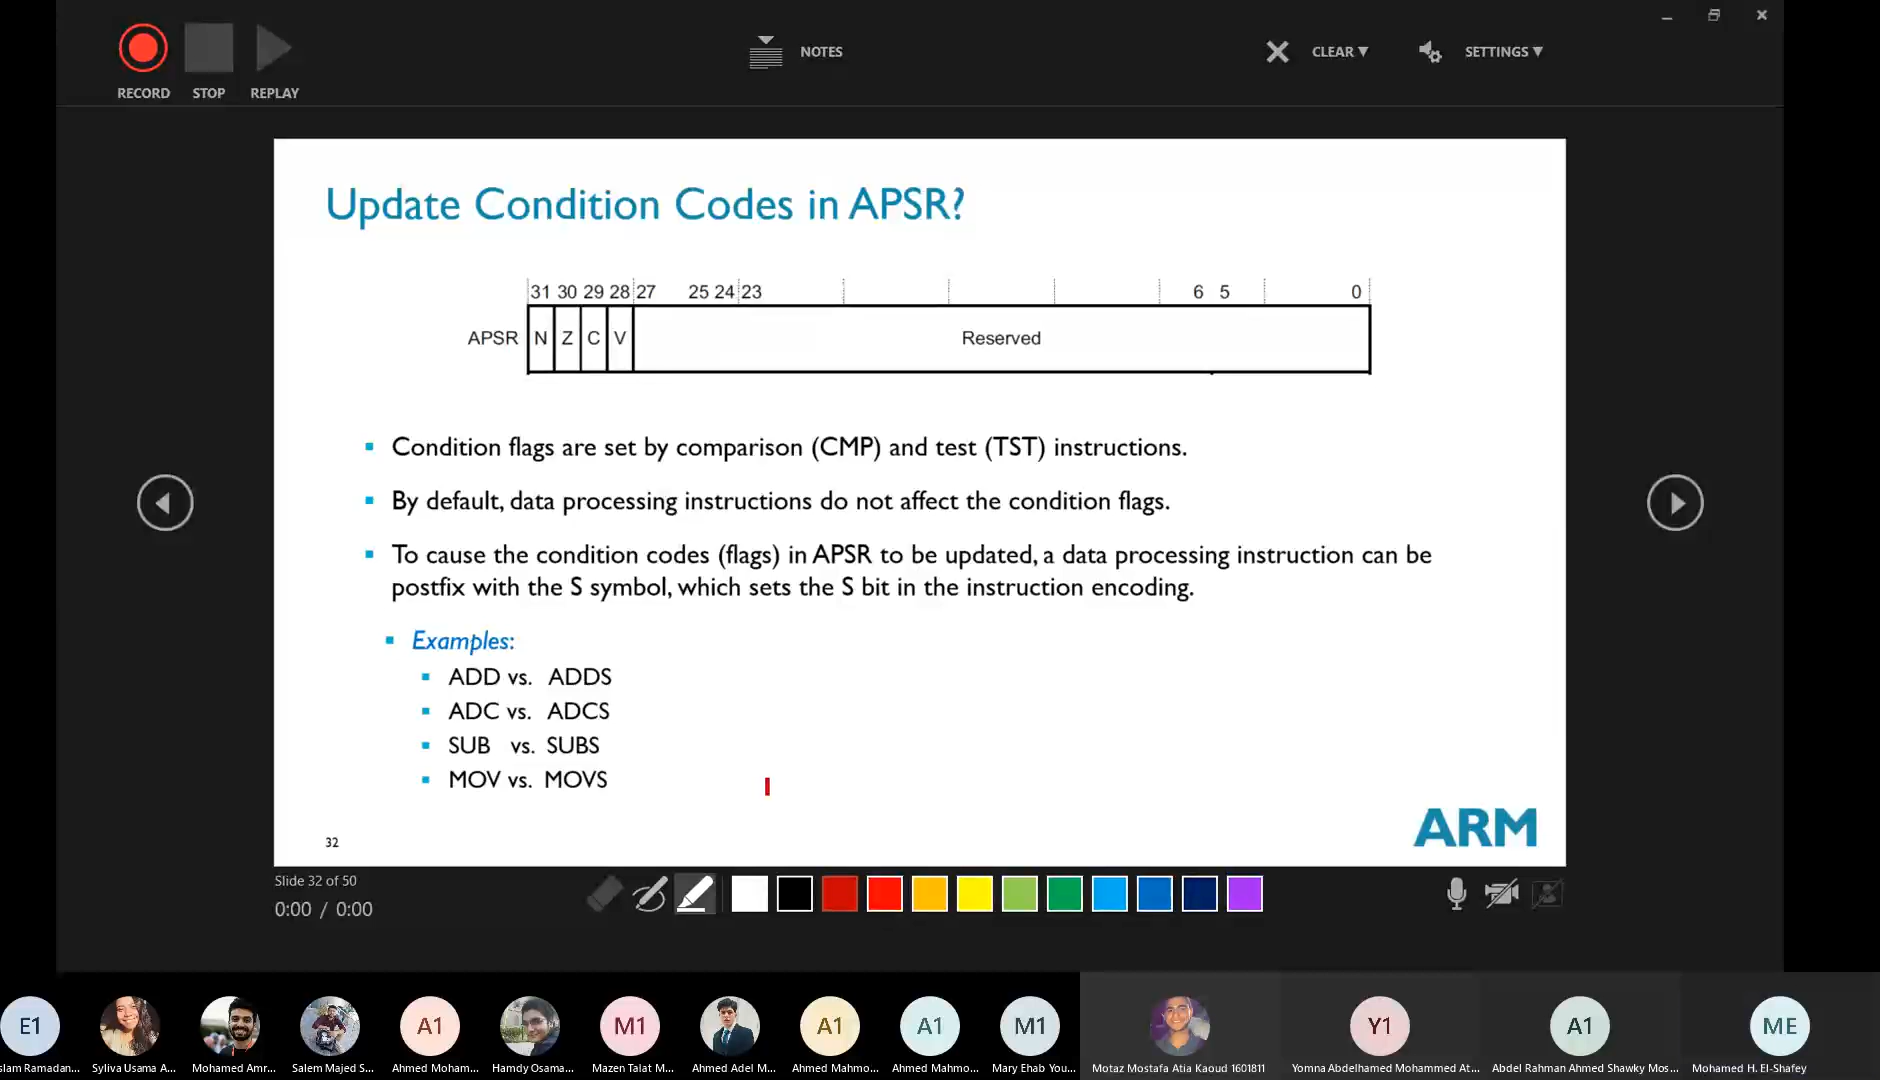 NOTES
CLEAR ▼
SETTINGS ▼
RECORD STOP REPLAY
Update Condition Codes in APSR?
31 30 29 28 27 25 24 23 6 5 0
APSR N Z C V Reserved
▪ Condition flags are set by comparison (CMP) and test (TST) instructions.
▪ By default, data processing instructions do not affect the condition flags.
▪ To cause the condition codes (flags) in APSR to be updated, a data processing instruction can be
postfix with the S symbol, which sets the S bit in the instruction encoding.
▪ Examples:
▪ ADD vs. ADDS
▪ ADC vs. ADCS
▪ SUB vs. SUBS
▪ MOV vs. MOVS
32
ARM
Slide 32 of 50
0:00 / 0:00
E1 A1 M1 A1 A1 M1 Y1 A1 ME
slam Ramadan... Syliva Usama A... Mohamed Amr... Salem Majed S... Ahmed Moham... Hamdy Osama... Mazen Talat M... Ahmed Adel M... Ahmed Mahmo... Ahmed Mahmo... Mary Ehab You... Motaz Mostafa Atia Kaoud 1601811 Yomna Abdelhamed Mohammed At... Abdel Rahman Ahmed Shawky Mos... Mohamed H. El-Shafey